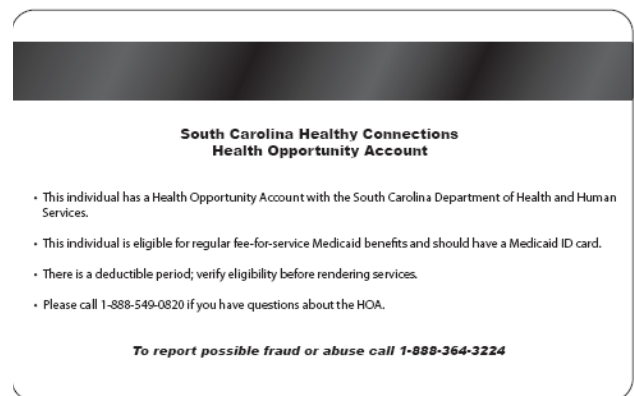 South Carolina Healthy Connections
Health Opportunity Account
• This individual has a Health Opportunity Account with the South Carolina Department of Health and Human
Services.
• This individual is eligible for regular fee-for-service Medicaid benefits and should have a Medicaid ID card.
• There is a deductible period; verify eligibility before rendering services.
• Please call 1-888-549-0820 if you have questions about the HOA.
To report possible fraud or abuse call 1-888-364-3224